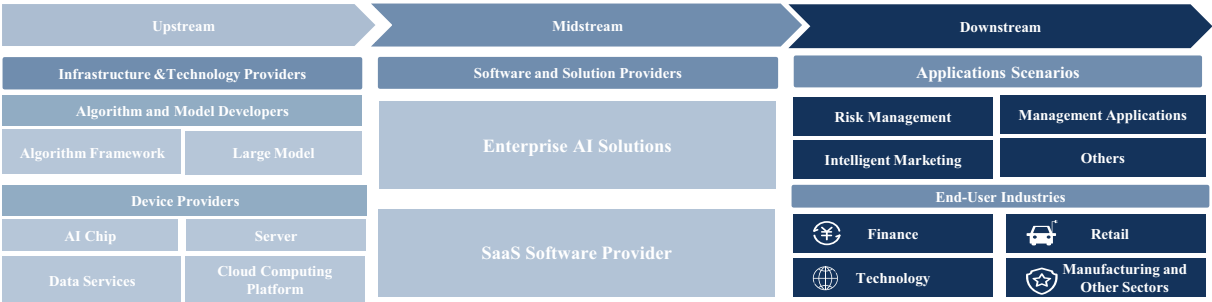 Upstream
Midstream
Downstream
Infrastructure &Technology Providers
Algorithm and Model Developers
Algorithm Framework
Large Model
Device Providers
AI Chip
Server
Data Services
Cloud Computing
Platform
Software and Solution Providers
Enterprise AI Solutions
SaaS Software Provider
Applications Scenarios
Risk Management
Management Applications
Intelligent Marketing
Others
End-User Industries
¥
Finance
Retail
Technology
Manufacturing and
Other Sectors